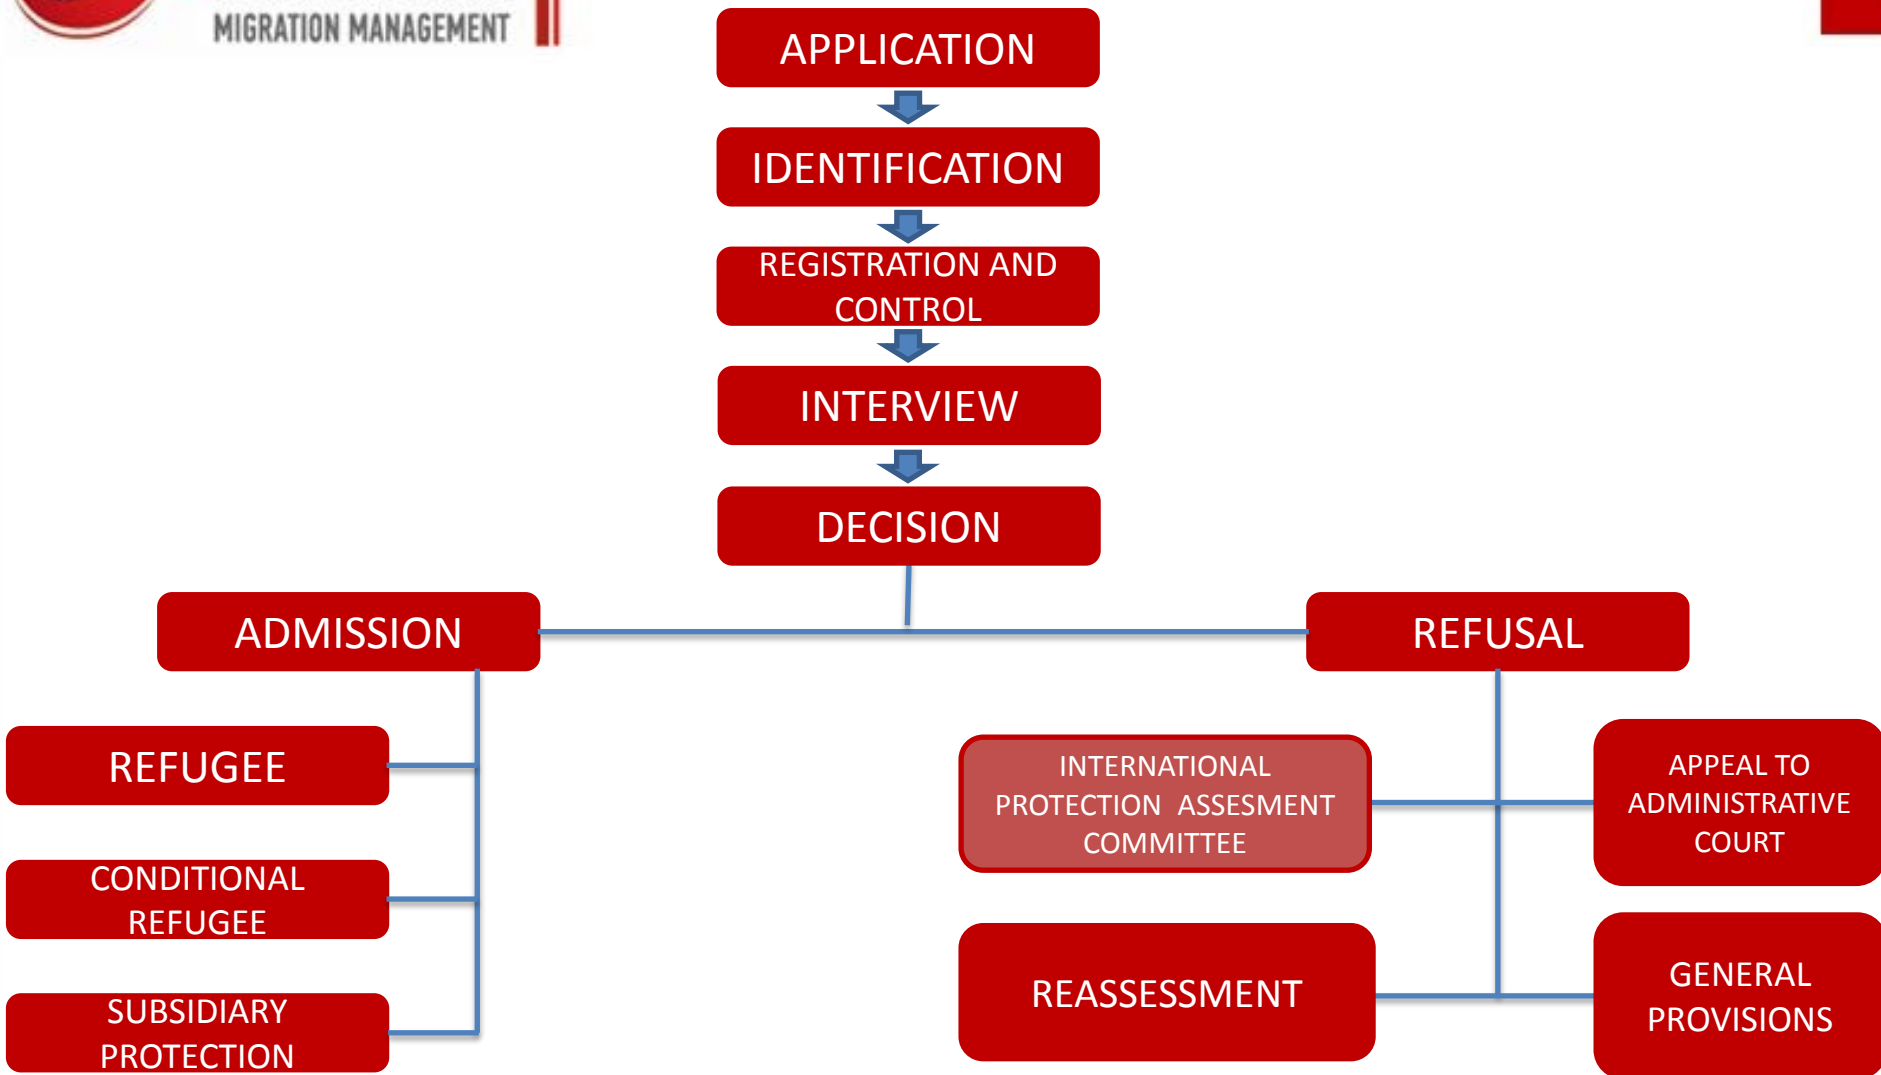 MIGRATION MANAGEMENT
APPLICATION
IDENTIFICATION
REGISTRATION AND
CONTROL
INTERVIEW
DECISION
ADMISSION
REFUSAL
REFUGEE
CONDITIONAL
REFUGEE
SUBSIDIARY
PROTECTION
INTERNATIONAL
PROTECTION ASSESMENT
COMMITTEE
APPEAL TO
ADMINISTRATIVE
COURT
REASSESSMENT
GENERAL
PROVISIONS